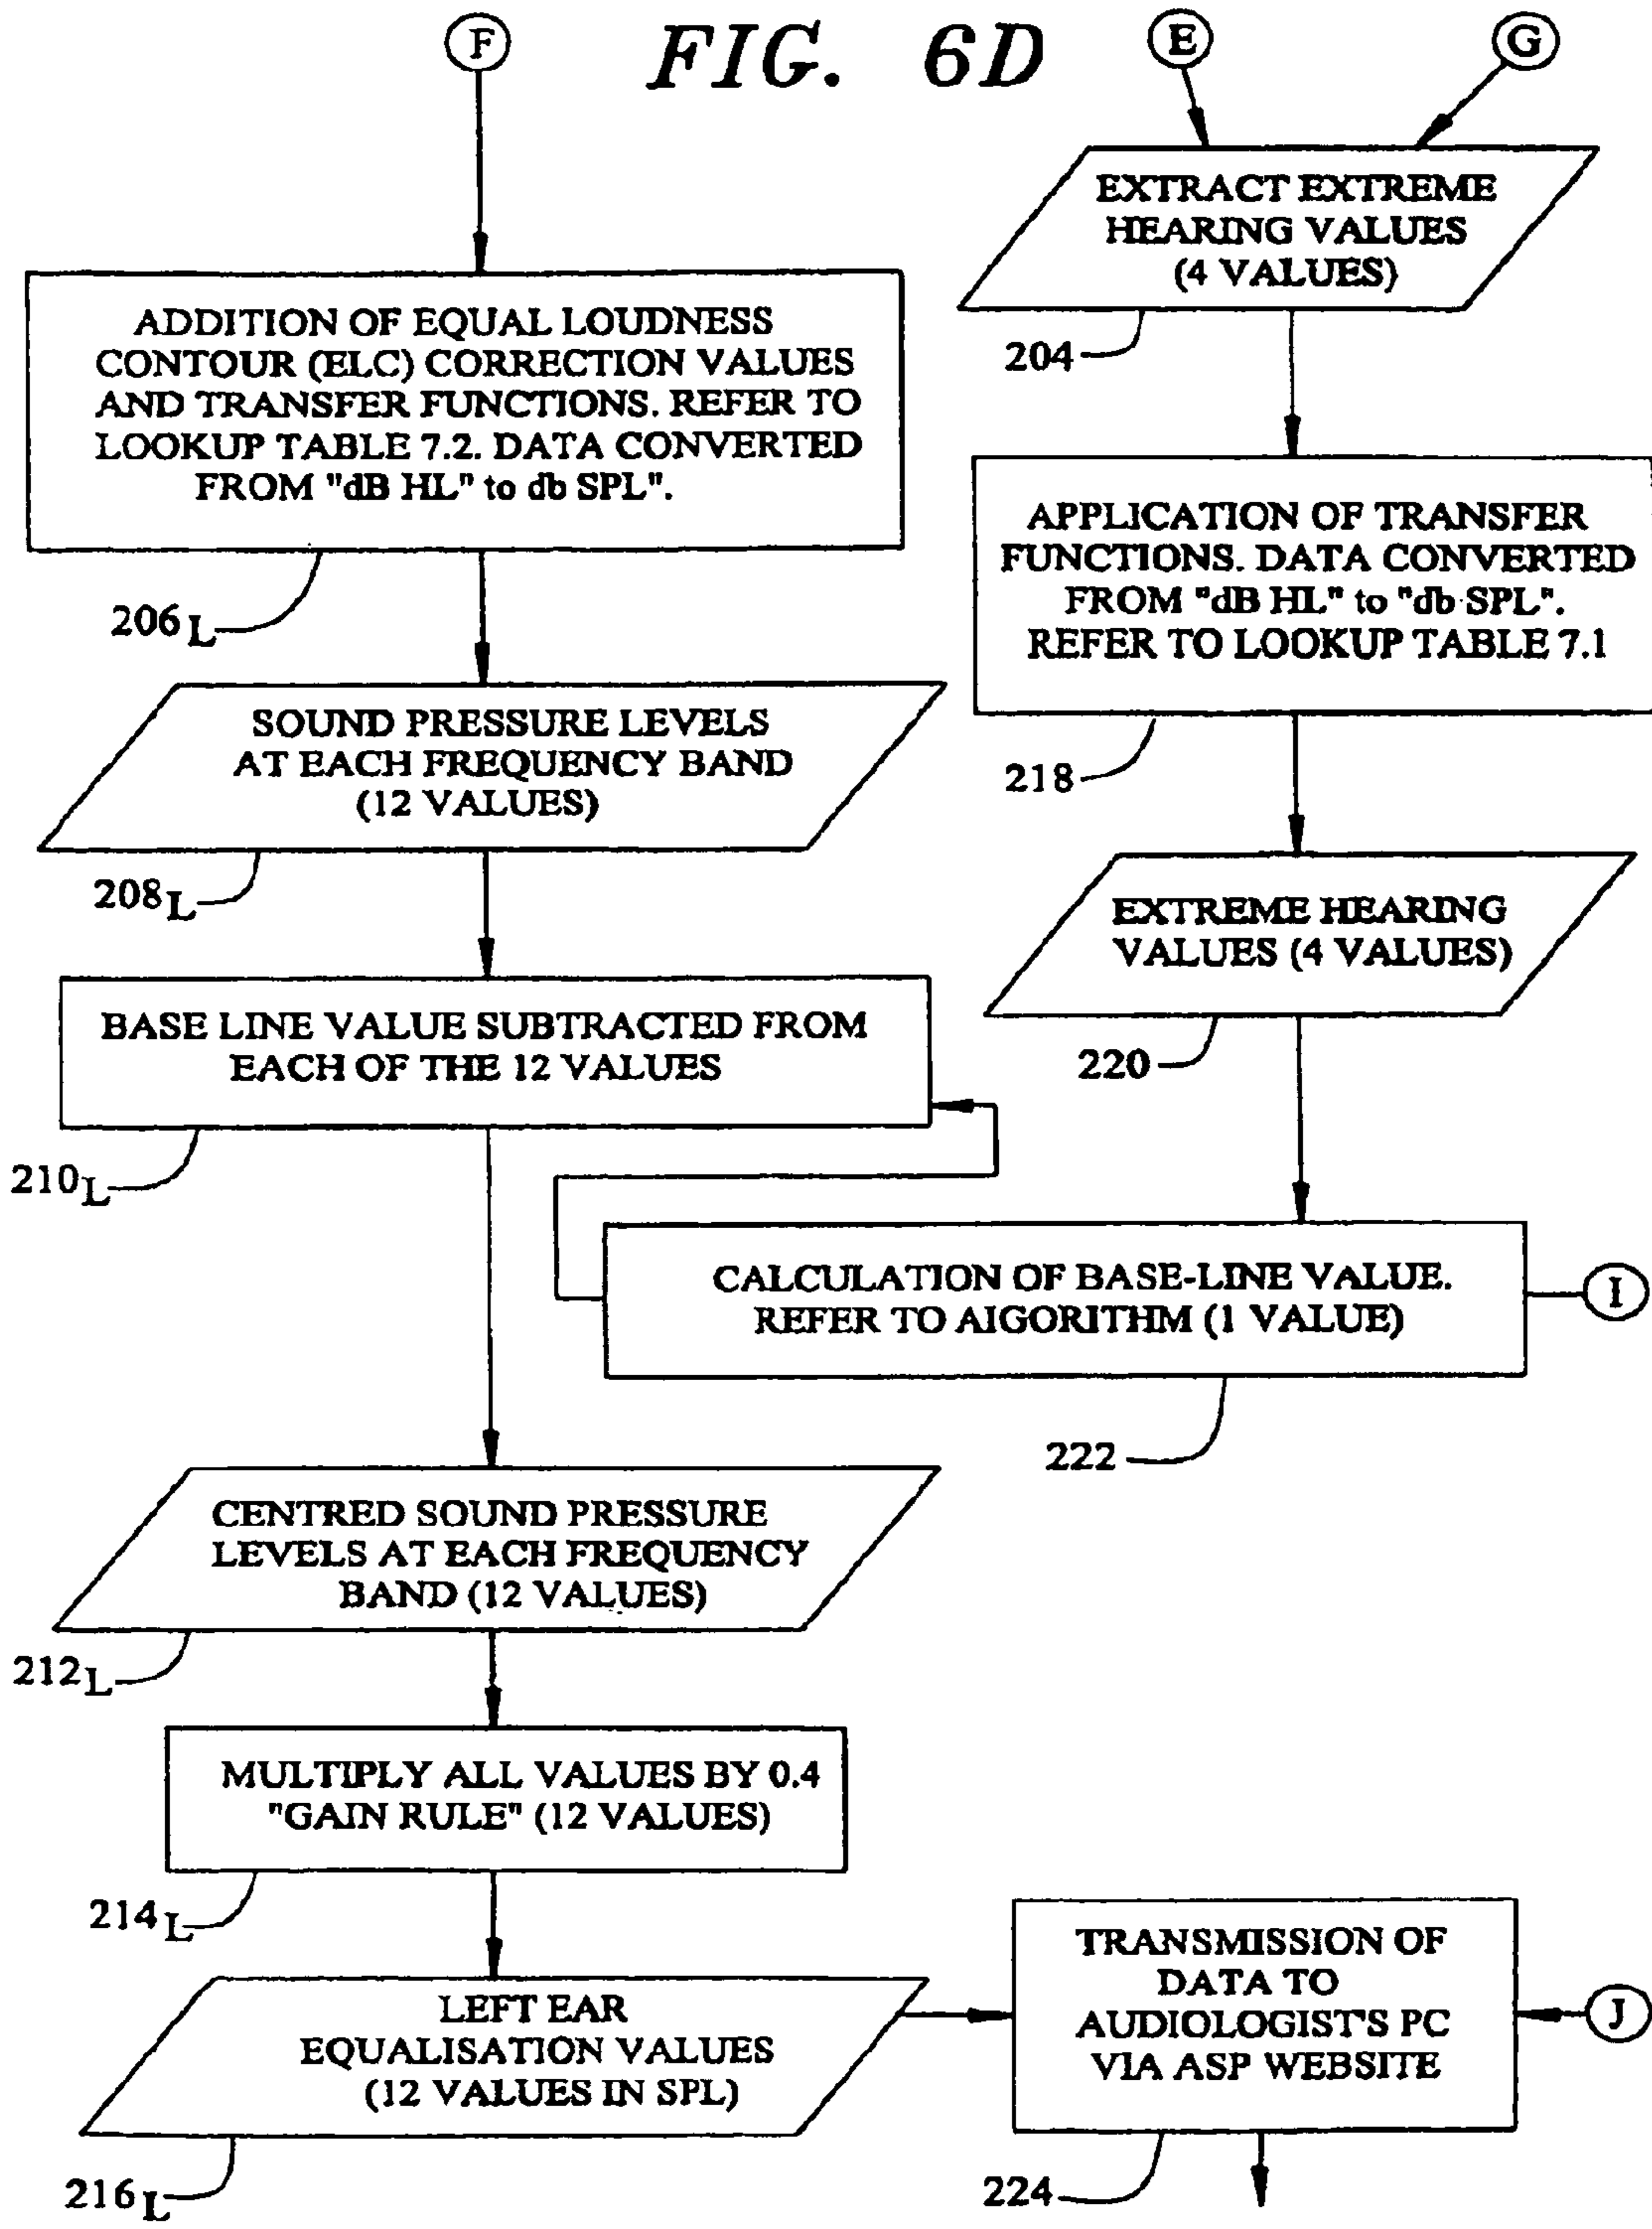 FIG. 6D
F
E
G
ADDITION OF EQUAL LOUDNESS
CONTOUR (ELC) CORRECTION VALUES
AND TRANSFER FUNCTIONS. REFER TO
LOOKUP TABLE 7.2. DATA CONVERTED
FROM "dB HL" to db SPL".
206L
SOUND PRESSURE LEVELS
AT EACH FREQUENCY BAND
(12 VALUES)
208L
BASE LINE VALUE SUBTRACTED FROM
EACH OF THE 12 VALUES
210L
CENTRED SOUND PRESSURE
LEVELS AT EACH FREQUENCY
BAND (12 VALUES)
212L
MULTIPLY ALL VALUES BY 0.4
"GAIN RULE" (12 VALUES)
214L
LEFT EAR
EQUALISATION VALUES
(12 VALUES IN SPL)
216L
EXTRACT EXTREME
HEARING VALUES
(4 VALUES)
204
APPLICATION OF TRANSFER
FUNCTIONS. DATA CONVERTED
FROM "dB HL" to "db SPL".
REFER TO LOOKUP TABLE 7.1
218
EXTREME HEARING
VALUES (4 VALUES)
220
CALCULATION OF BASE-LINE VALUE.
REFER TO AIGORITHM (1 VALUE)
I
222
TRANSMISSION OF
DATA TO
AUDIOLOGIST'S PC
VIA ASP WEBSITE
J
224